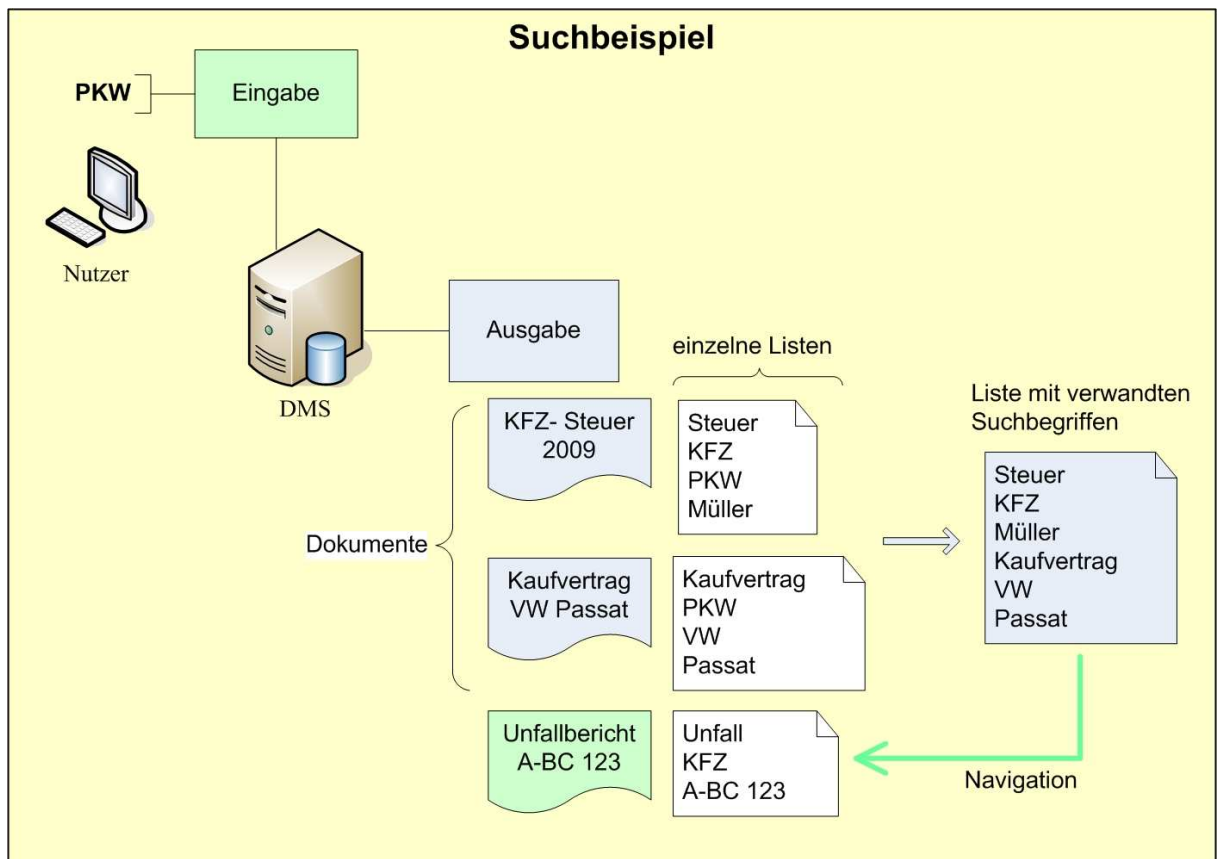 Suchbeispiel
PKW
Eingabe
Nutzer
DMS
Ausgabe
einzelne Listen
Liste mit verwandten
Suchbegriffen
Dokumente
KFZ- Steuer
2009
Steuer
KFZ
PKW
Müller
Kaufvertrag
VW Passat
Kaufvertrag
PKW
VW
Passat
Steuer
KFZ
Müller
Kaufvertrag
VW
Passat
Unfallbericht
A-BC 123
Unfall
KFZ
A-BC 123
Navigation